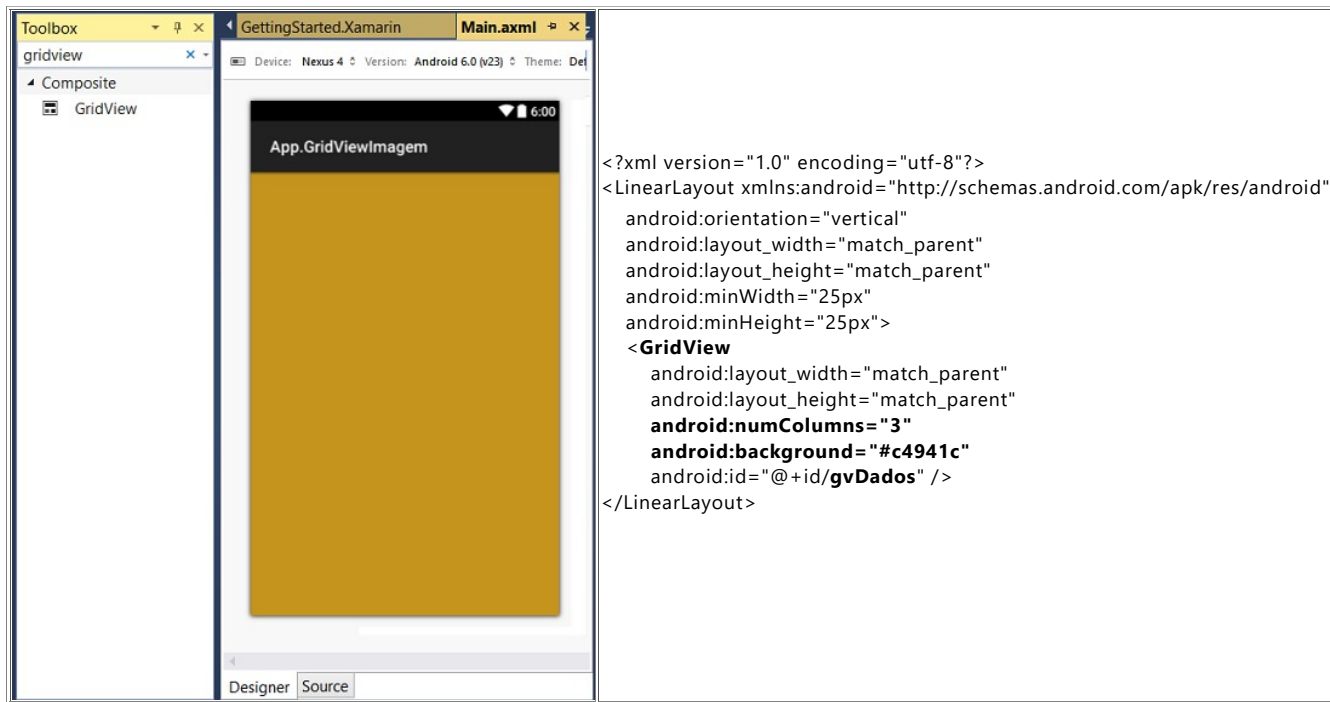 Toolbox
gridview
Composite
GridView
GettingStarted.Xamarin
Main.axml
Device: Nexus 4 Version: Android 6.0 (v23) Theme: Def
6:00
App.GridViewImagem
Designer
Source
<?xml version="1.0" encoding="utf-8"?>
<LinearLayout xmlns:android="http://schemas.android.com/apk/res/android"
android:orientation="vertical"
android:layout_width="match_parent"
android:layout_height="match_parent"
android:minWidth="25px"
android:minHeight="25px">
<GridView
android:layout_width="match_parent"
android:layout_height="match_parent"
android:numColumns="3"
android:background="#c4941c"
android:id="@+id/gvDados" />
</LinearLayout>